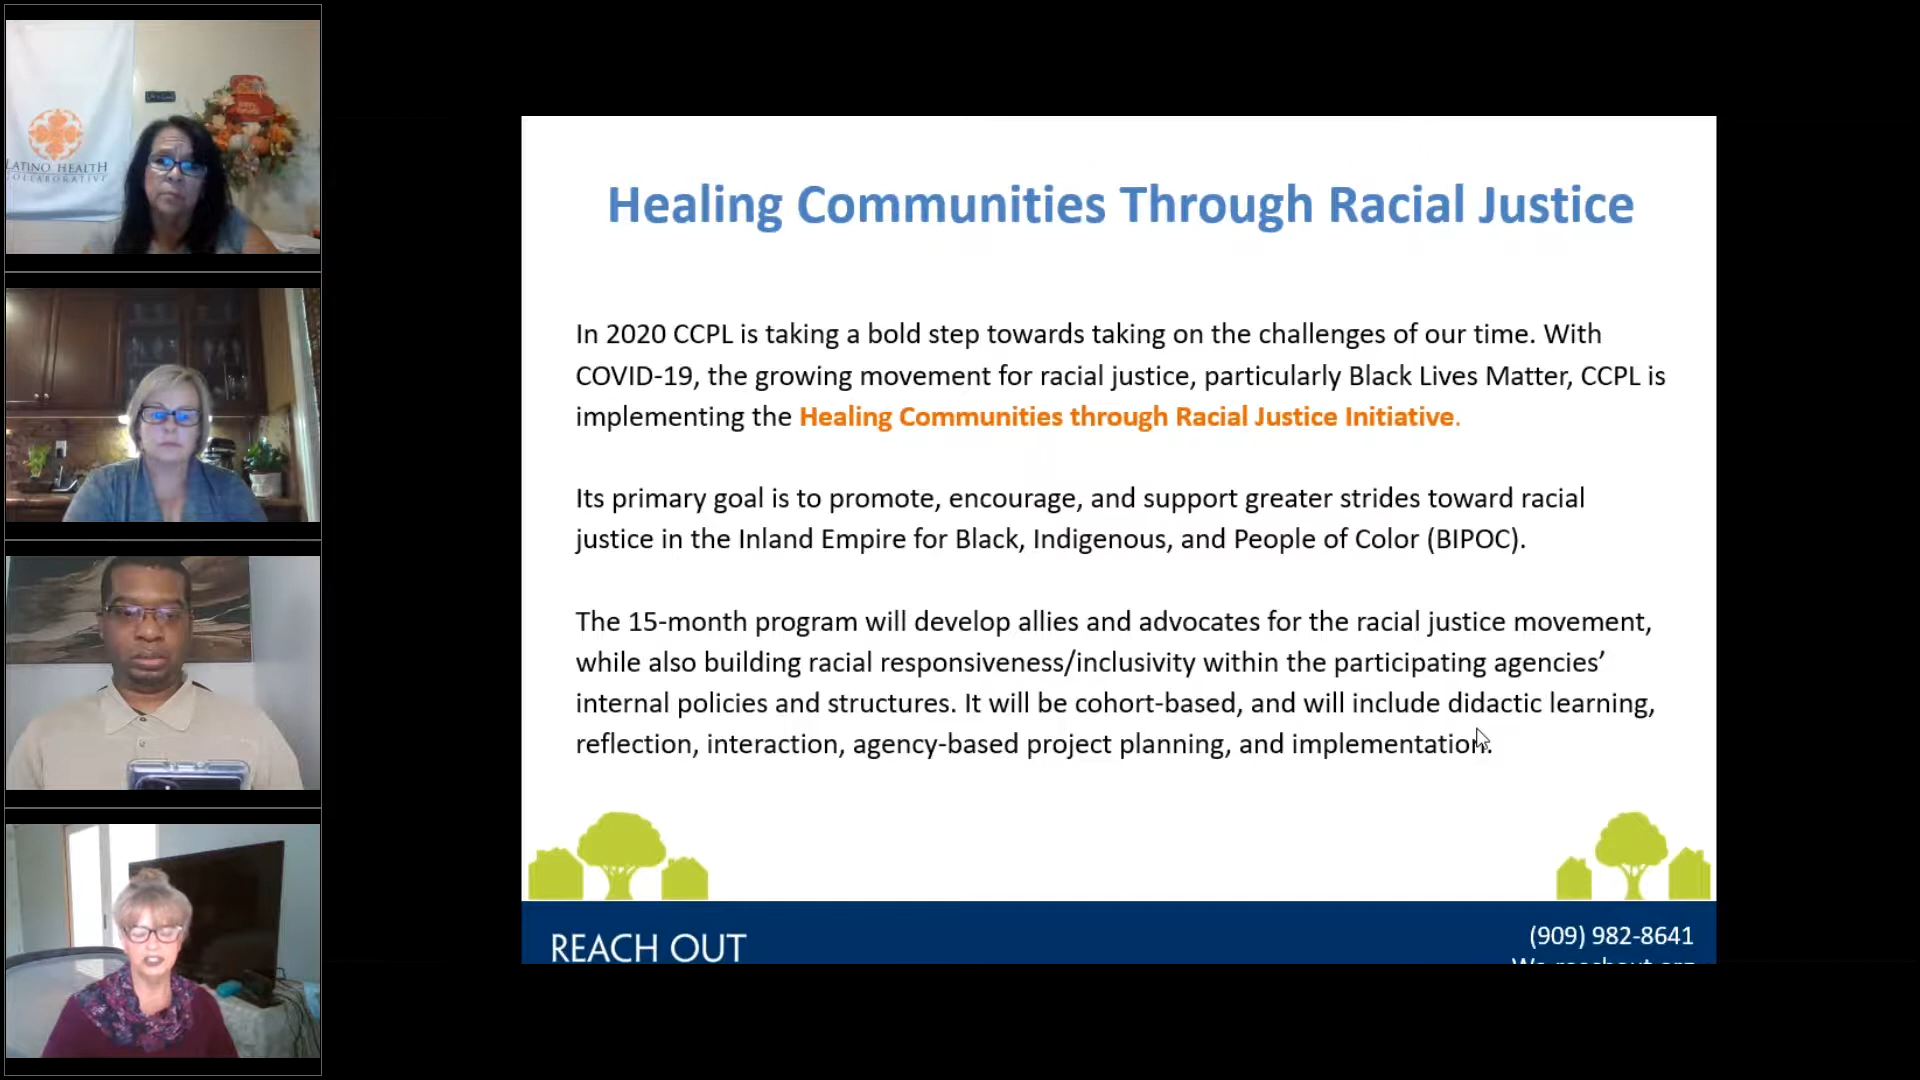 LATINO HEALTH
COLLABORATIVE
Healing Communities Through Racial Justice
In 2020 CCPL is taking a bold step towards taking on the challenges of our time. With
COVID-19, the growing movement for racial justice, particularly Black Lives Matter, CCPL is
implementing the Healing Communities through Racial Justice Initiative.
Its primary goal is to promote, encourage, and support greater strides toward racial
justice in the Inland Empire for Black, Indigenous, and People of Color (BIPOC).
The 15-month program will develop allies and advocates for the racial justice movement,
while also building racial responsiveness/inclusivity within the participating agencies’
internal policies and structures. It will be cohort-based, and will include didactic learning,
reflection, interaction, agency-based project planning, and implementation.
REACH OUT
(909) 982-8641